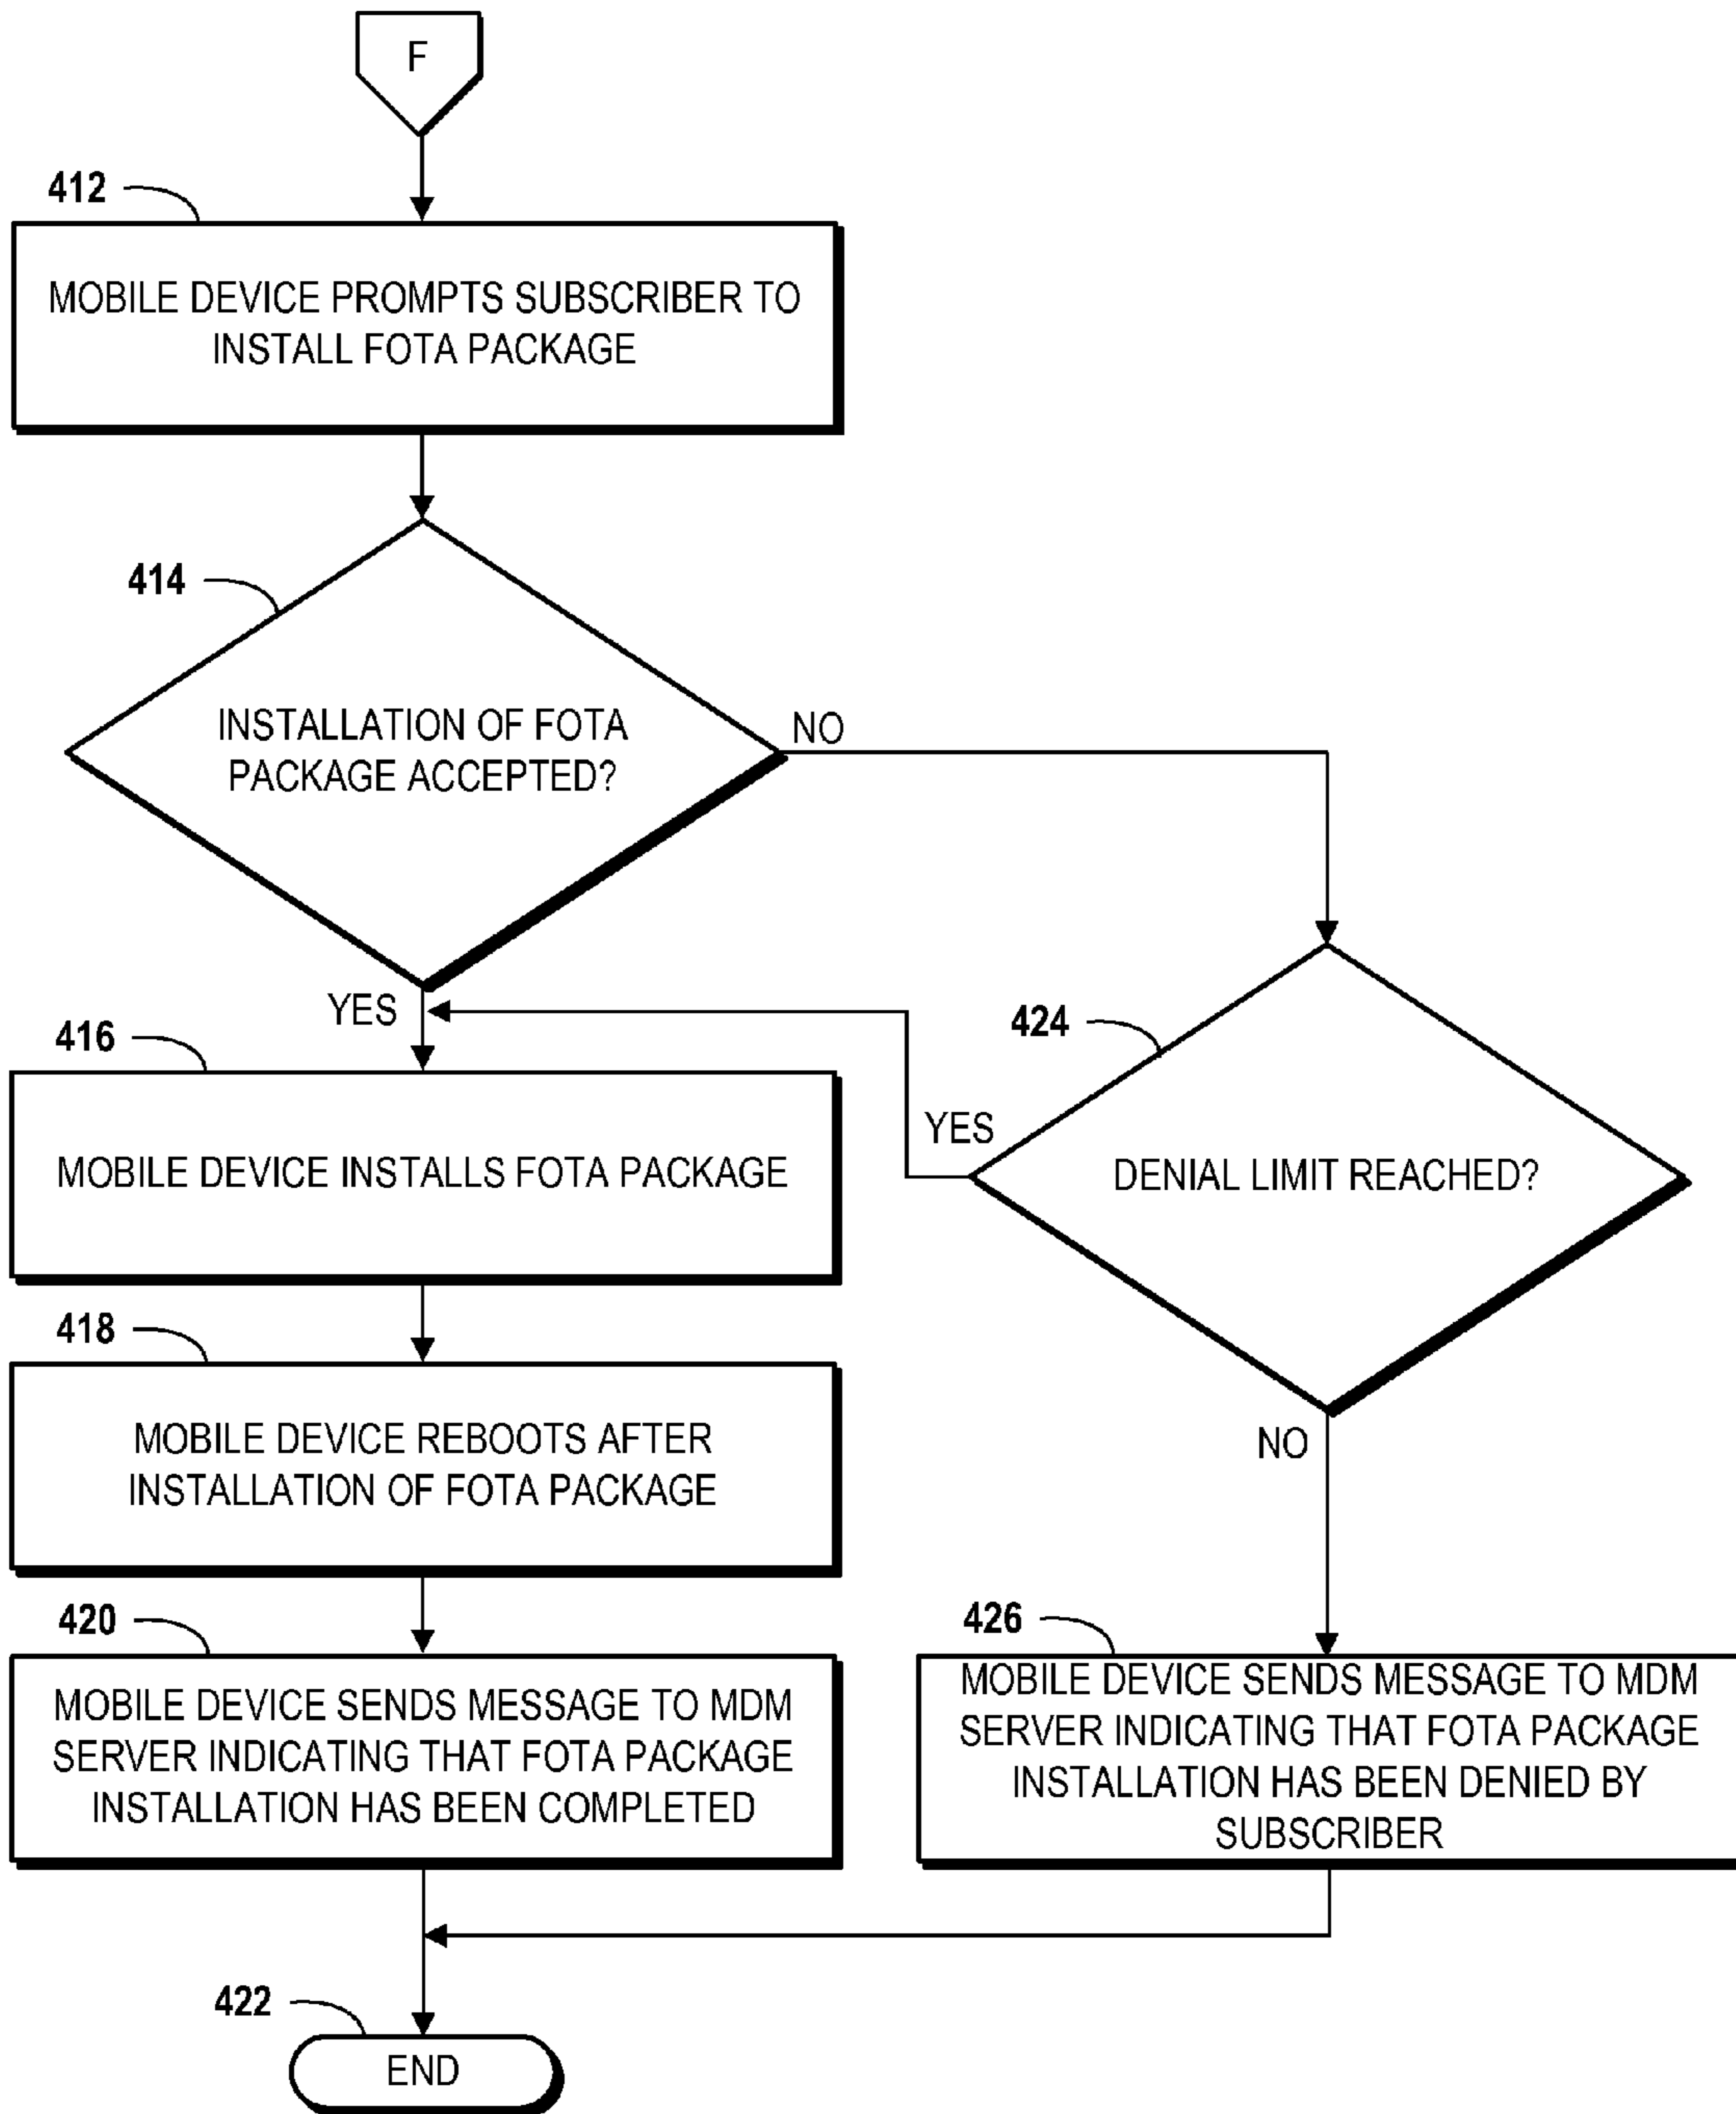 F
412
MOBILE DEVICE PROMPTS SUBSCRIBER TO
INSTALL FOTA PACKAGE
414
INSTALLATION OF FOTA
PACKAGE ACCEPTED?
NO
YES
416
MOBILE DEVICE INSTALLS FOTA PACKAGE
424
DENIAL LIMIT REACHED?
YES
NO
418
MOBILE DEVICE REBOOTS AFTER
INSTALLATION OF FOTA PACKAGE
420
MOBILE DEVICE SENDS MESSAGE TO MDM
SERVER INDICATING THAT FOTA PACKAGE
INSTALLATION HAS BEEN COMPLETED
426
MOBILE DEVICE SENDS MESSAGE TO MDM
SERVER INDICATING THAT FOTA PACKAGE
INSTALLATION HAS BEEN DENIED BY
SUBSCRIBER
422
END